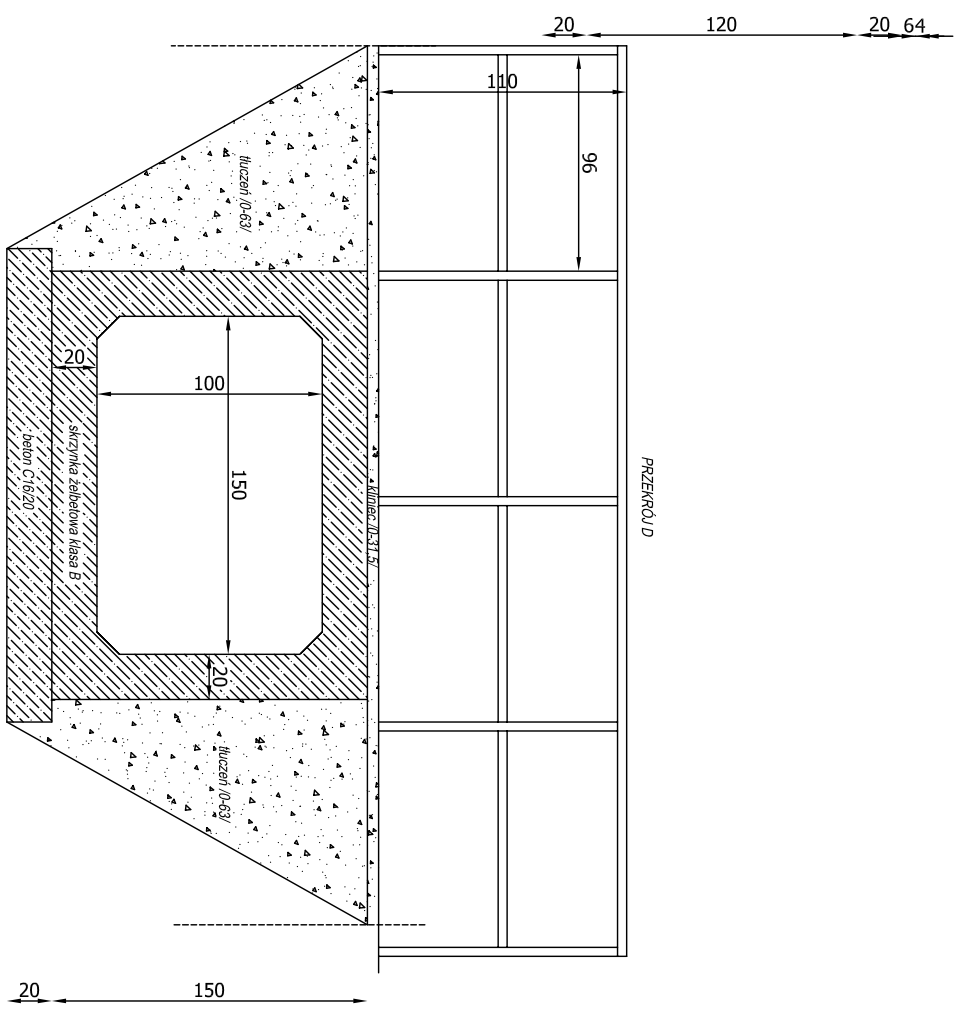 20
120
20
64
110
96
tłuczeń /0-63/
20
100
150
20
beton C16/20
skrzynka żelbetowa klasa B
kliniec /0-31,5/
PRZEKRÓJ D
tłuczeń /0-63/
20
150